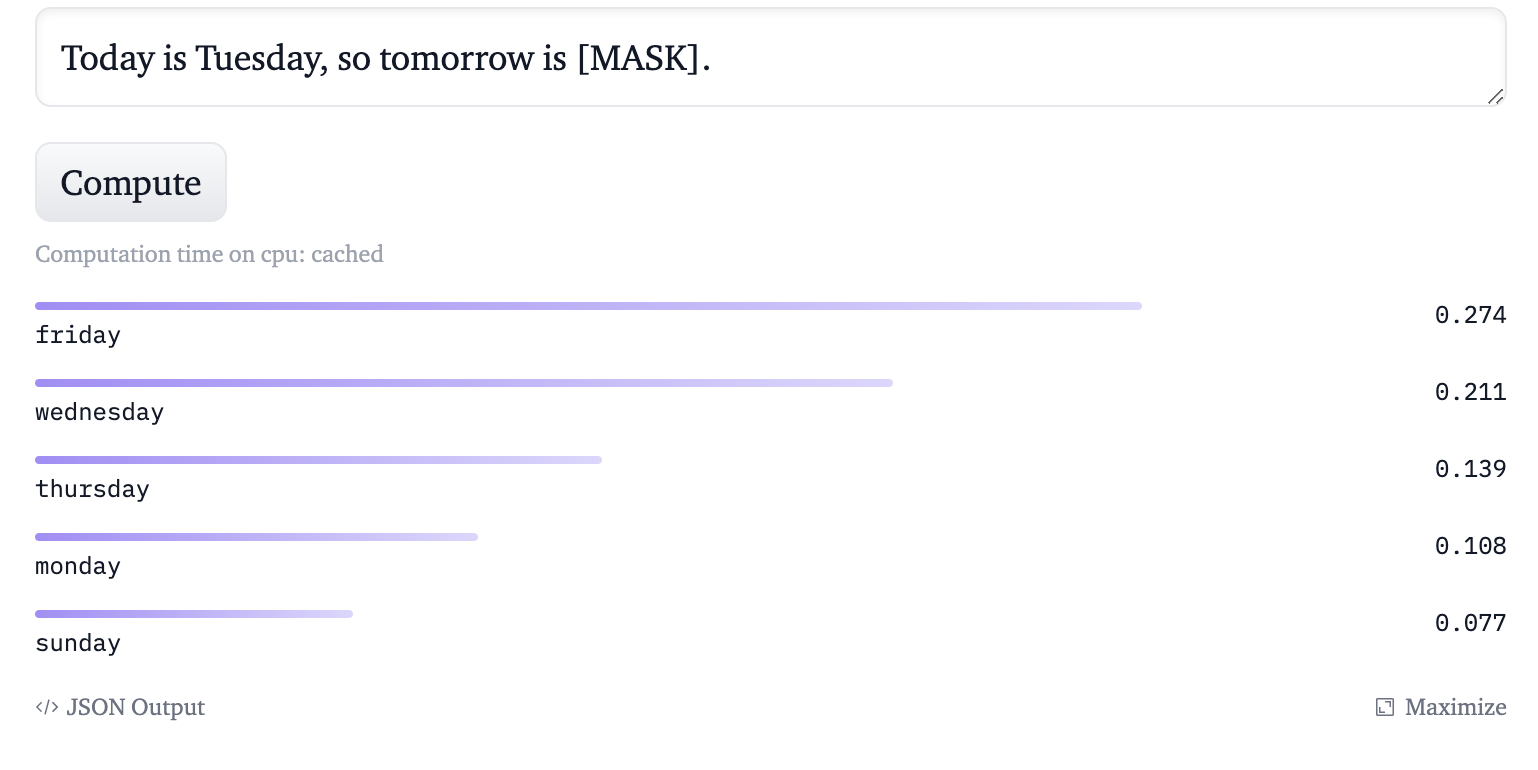 Today is Tuesday, so tomorrow is [MASK].
Compute
Computation time on cpu: cached
friday 0.274
wednesday 0.211
thursday 0.139
monday 0.108
sunday 0.077
</> JSON Output Maximize